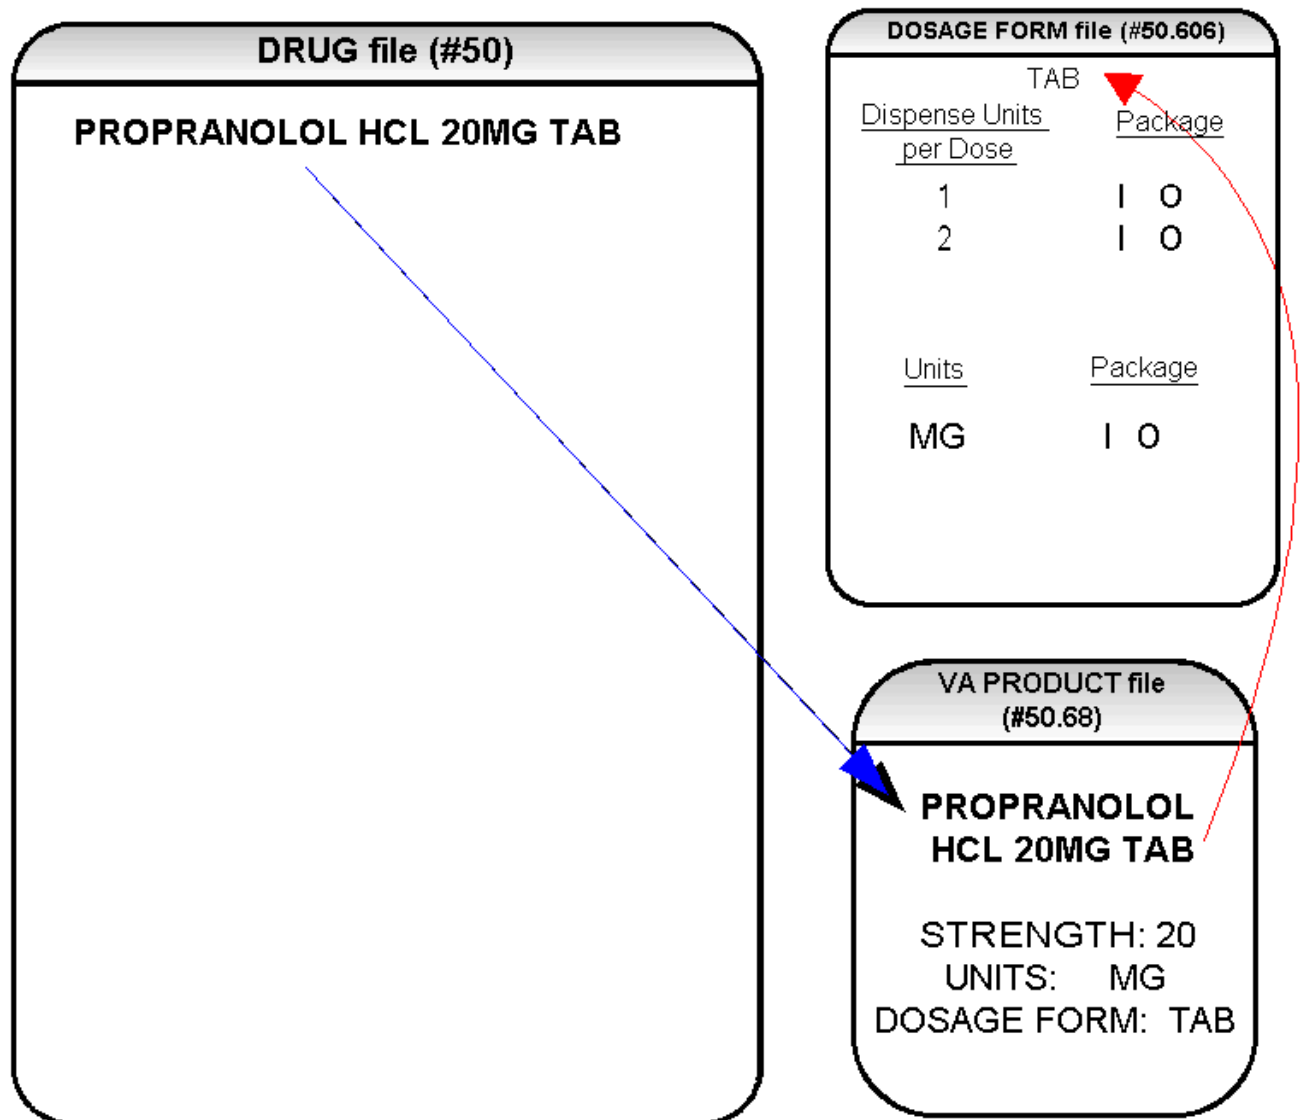 DRUG file (#50)
PROPRANOLOL HCL 20MG TAB
DOSAGE FORM file (#50.606)
TAB
Dispense Units Package
per Dose
1 I O
2 I O
Units Package
MG I O
VA PRODUCT file
(#50.68)
PROPRANOLOL
HCL 20MG TAB
STRENGTH: 20
UNITS: MG
DOSAGE FORM: TAB